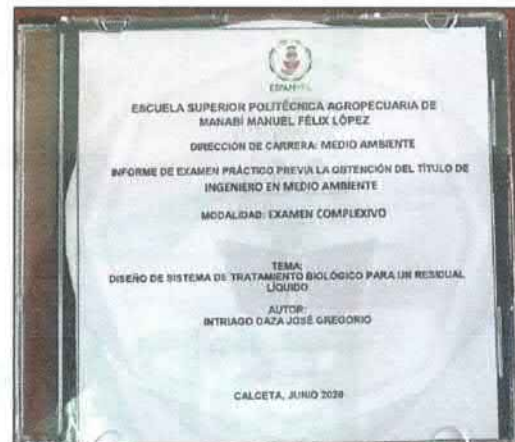 ESPAM MFL
ESCUELA SUPERIOR POLITÉCNICA AGROPECUARIA DE
MANABÍ MANUEL FÉLIX LÓPEZ
DIRECCIÓN DE CARRERA: MEDIO AMBIENTE
INFORME DE EXAMEN PRÁCTICO PREVIA LA OBTENCIÓN DEL TÍTULO DE
INGENIERO EN MEDIO AMBIENTE
MODALIDAD: EXAMEN COMPLEXIVO
TEMA:
DISEÑO DE SISTEMA DE TRATAMIENTO BIOLÓGICO PARA UN RESIDUAL
LÍQUIDO
AUTOR:
INTRIAGO DAZA JOSÉ GREGORIO
CALCETA, JUNIO 2020